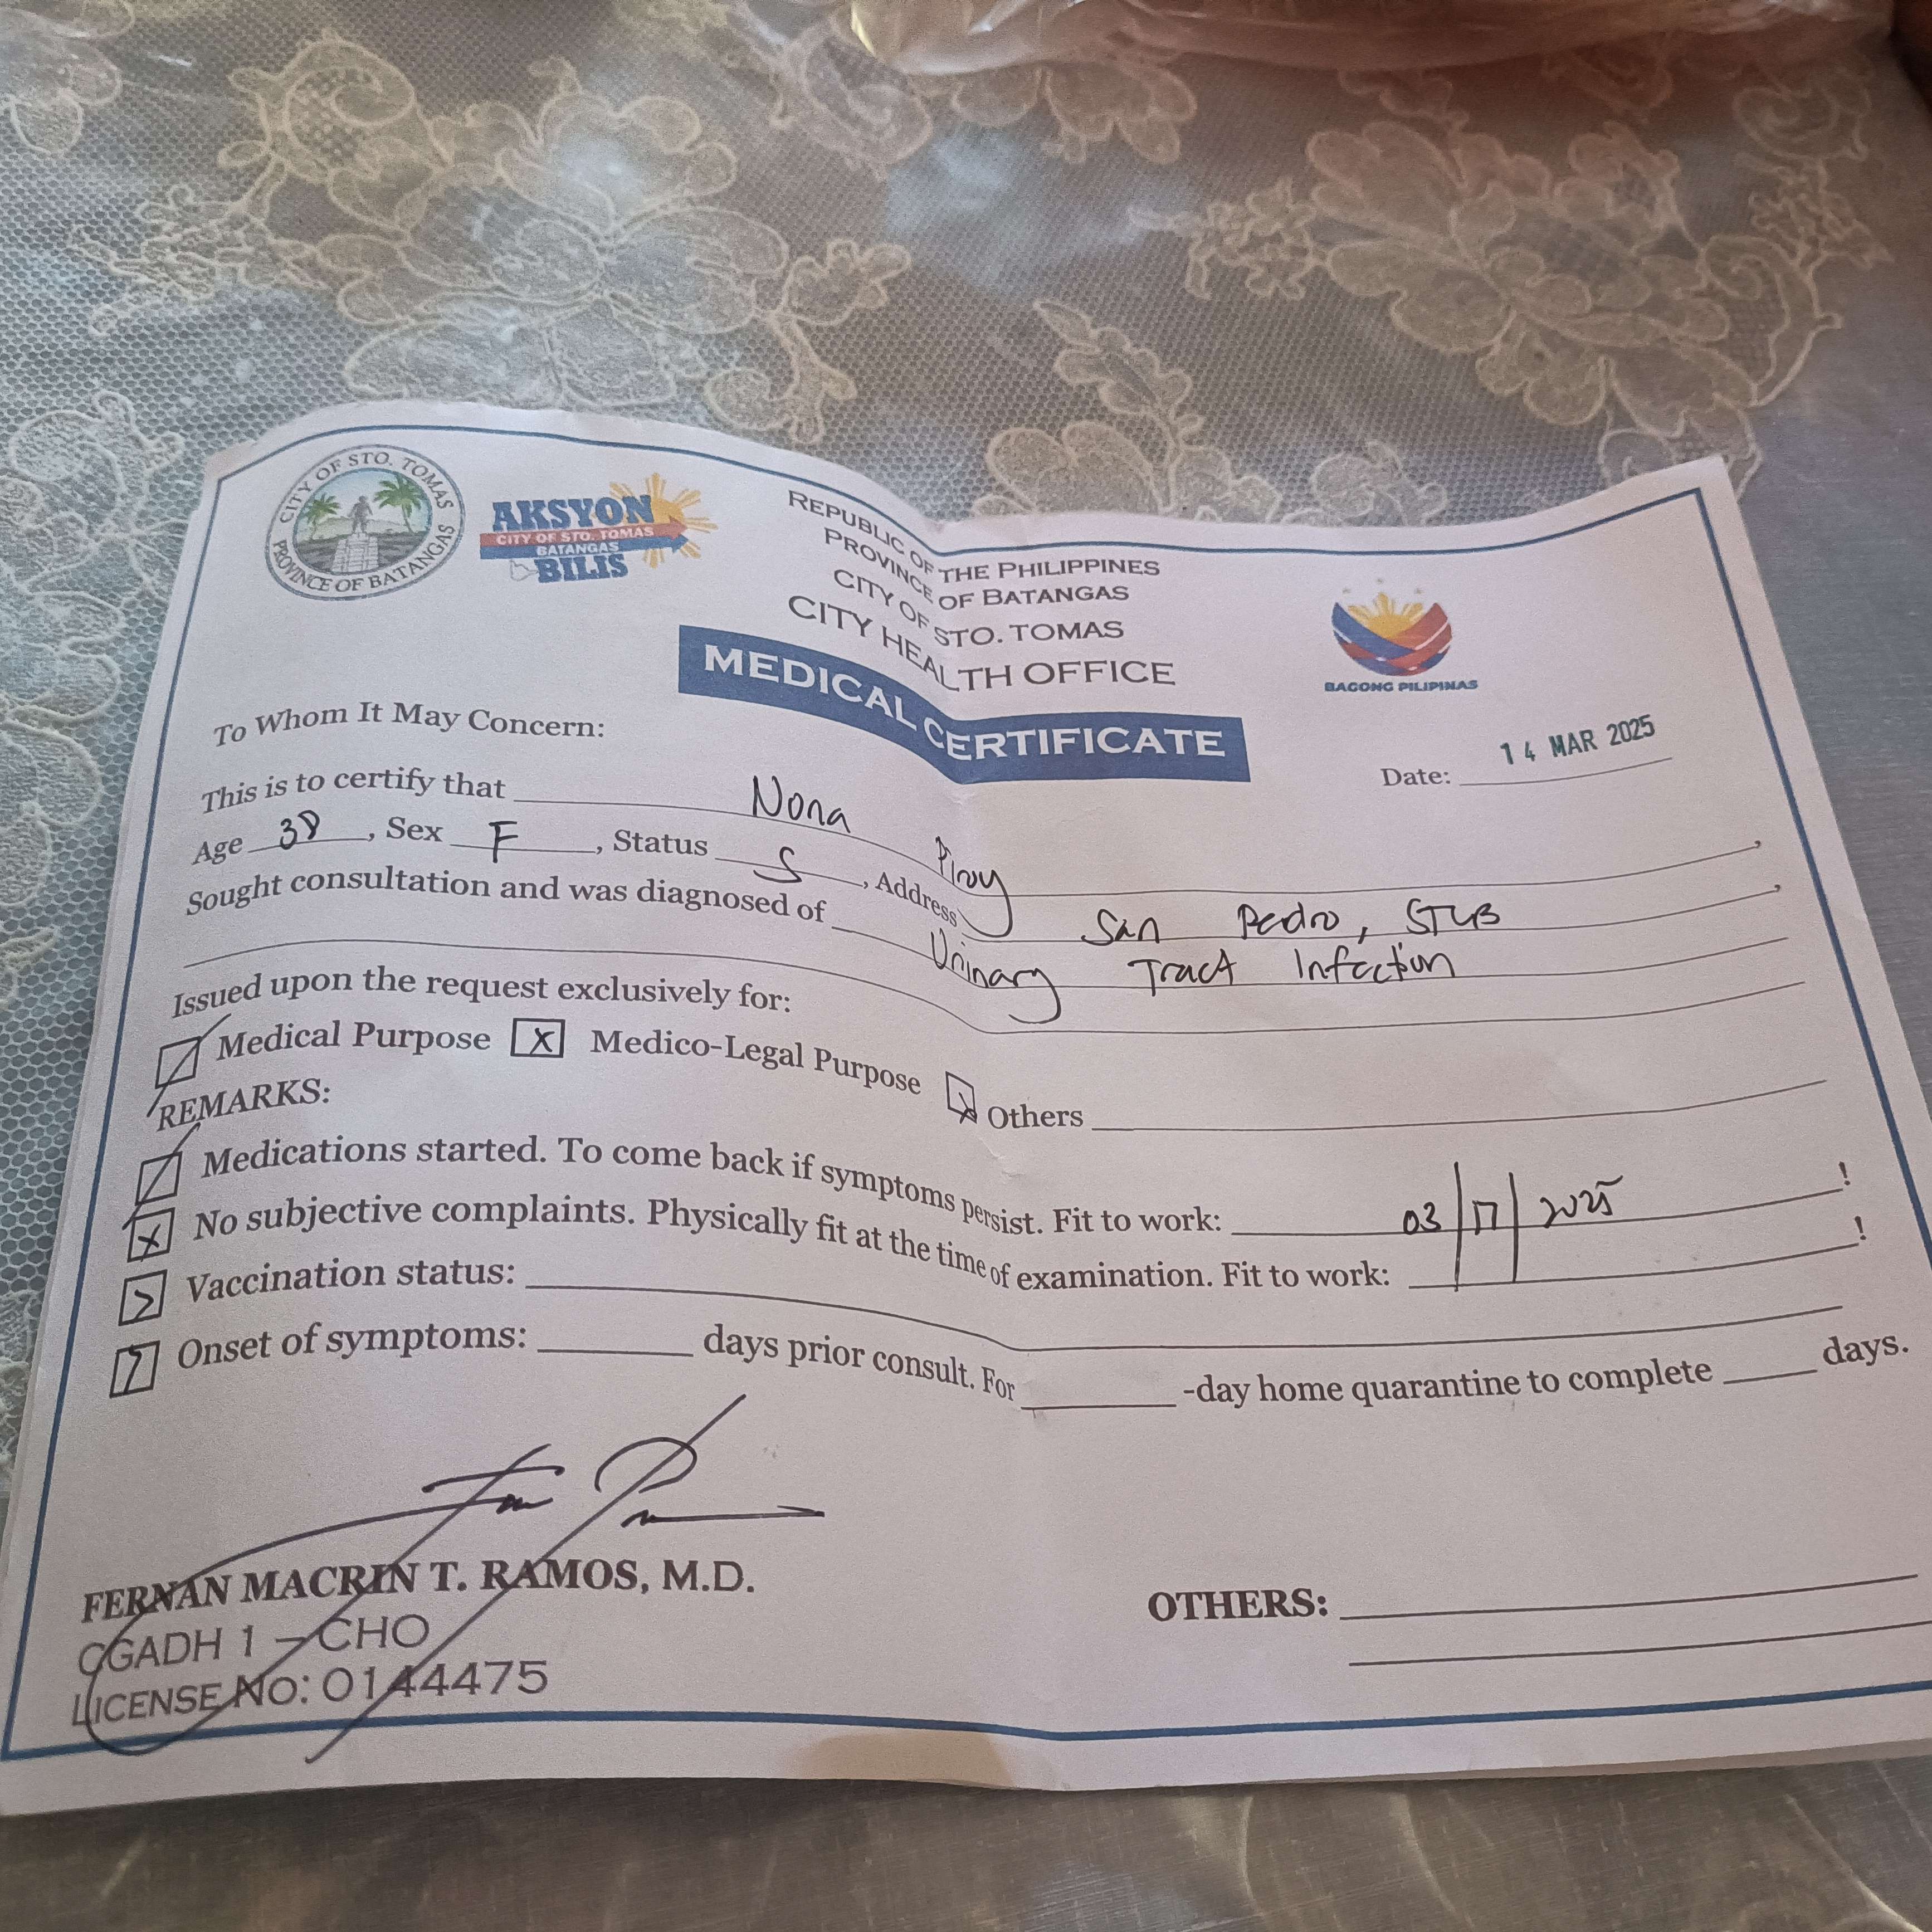 CITY OF STO. TOMAS
PROVINCE OF BATANGAS
AKSYON
CITY OF STO. TOMAS
BATANGAS
BILIS
REPUBLIC OF THE PHILIPPINES
PROVINCE OF BATANGAS
CITY OF STO. TOMAS
CITY HEALTH OFFICE
BAGONG PILIPINAS
MEDICAL CERTIFICATE
Date: 14 MAR 2025
To Whom It May Concern:
This is to certify that Nona
Age 38, Sex F, Status S, Address San Pedro, STB
Sought consultation and was diagnosed of Urinary Tract Infection
Issued upon the request exclusively for:
Medical Purpose x Medico-Legal Purpose x Others
REMARKS:
Medications started. To come back if symptoms persist. Fit to work: 03/17/2025!
x No subjective complaints. Physically fit at the time of examination. Fit to work: !
Vaccination status:
Onset of symptoms: days prior consult. For -day home quarantine to complete days.
FERNAN MACRIN T. RAMOS, M.D.
CGADH 1 – CHO
LICENSE NO: 0144475
OTHERS: